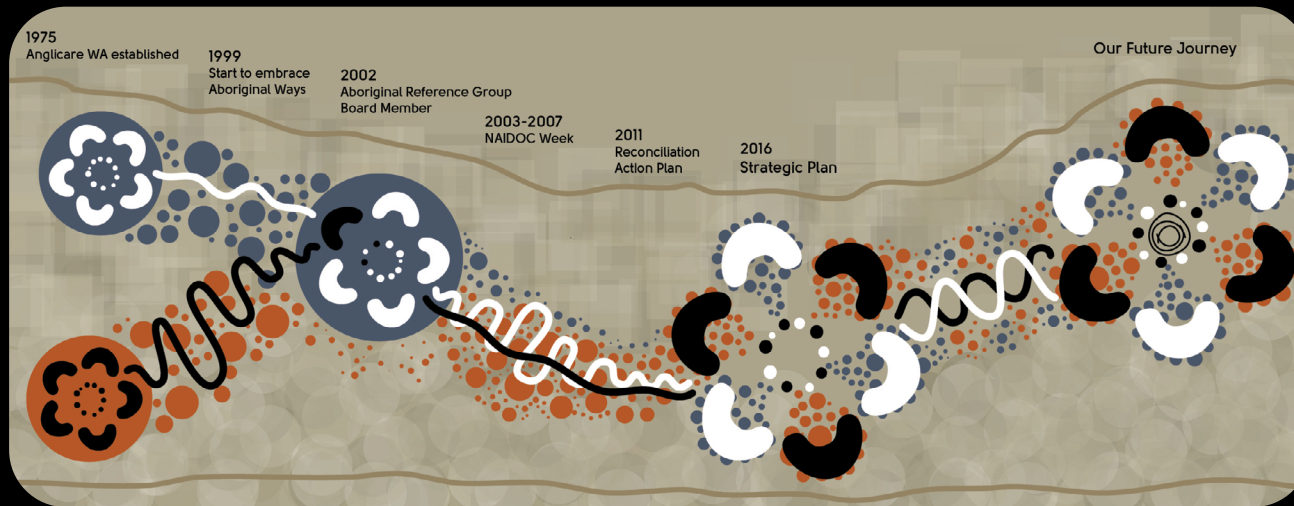 1975
Anglicare WA established
1999
Start to embrace
Aboriginal Ways
2002
Aboriginal Reference Group
Board Member
2003-2007
NAIDOC Week
2011
Reconciliation
Action Plan
2016
Strategic Plan
Our Future Journey